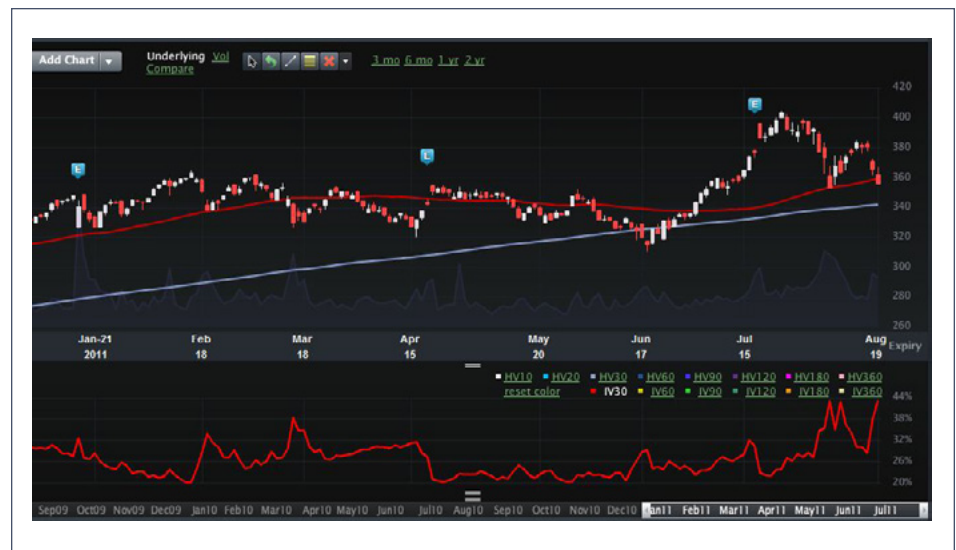 Add Chart Underlying Vol 3 mo 6 mo 1 yr 2 yr
Compare
420
400
380
360
340
320
300
280
260
E
E
E
Jan-21 Feb Mar Apr May Jun Jul Aug Expiry
2011 18 18 15 20 17 15 19
HV10 HV20 HV30 HV60 HV90 HV120 HV180 HV360
reset color IV30 IV60 IV90 IV120 IV180 IV360
44%
38%
32%
26%
20%
Sep09 Oct09 Nov09 Dec09 Jan10 Feb10 Mar10 Apr10 May10 Jun10 Jul10 Aug10 Sep10 Oct10 Nov10 Dec10 Jan11 Feb11 Mar11 Apr11 May11 Jun11 Jul11